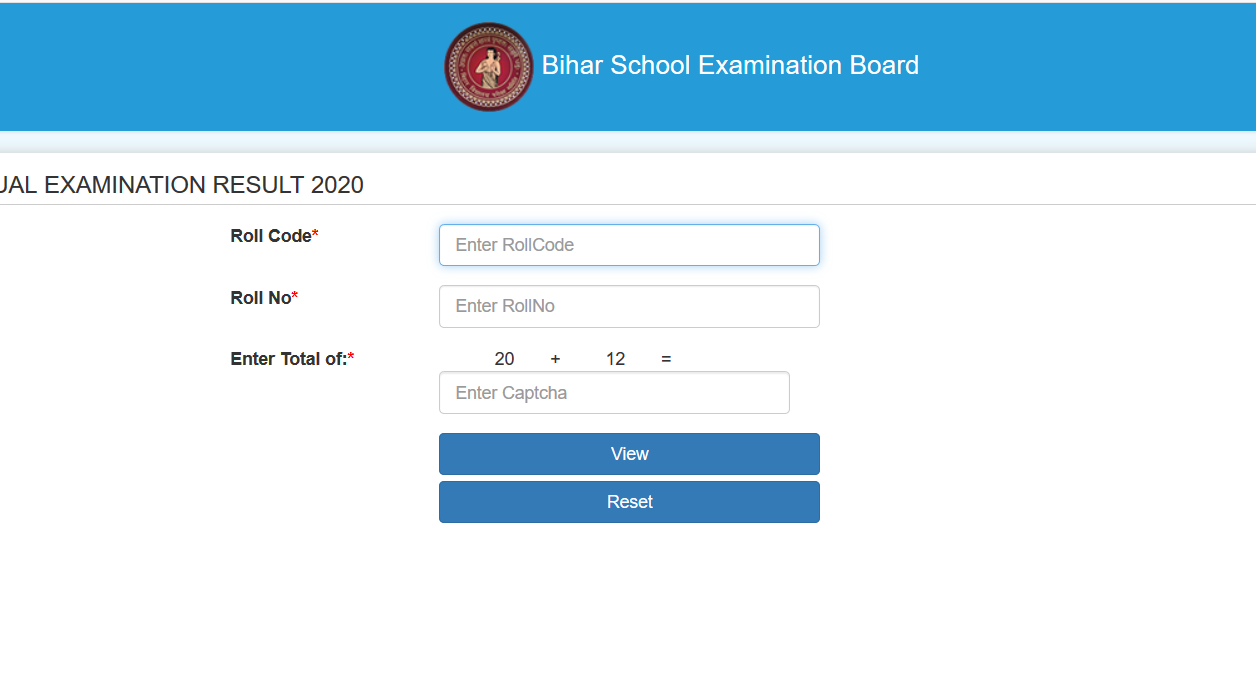 Bihar School Examination Board
UAL EXAMINATION RESULT 2020
Roll Code*
Enter RollCode
Roll No*
Enter RollNo
Enter Total of:* 20 + 12 =
Enter Captcha
View
Reset